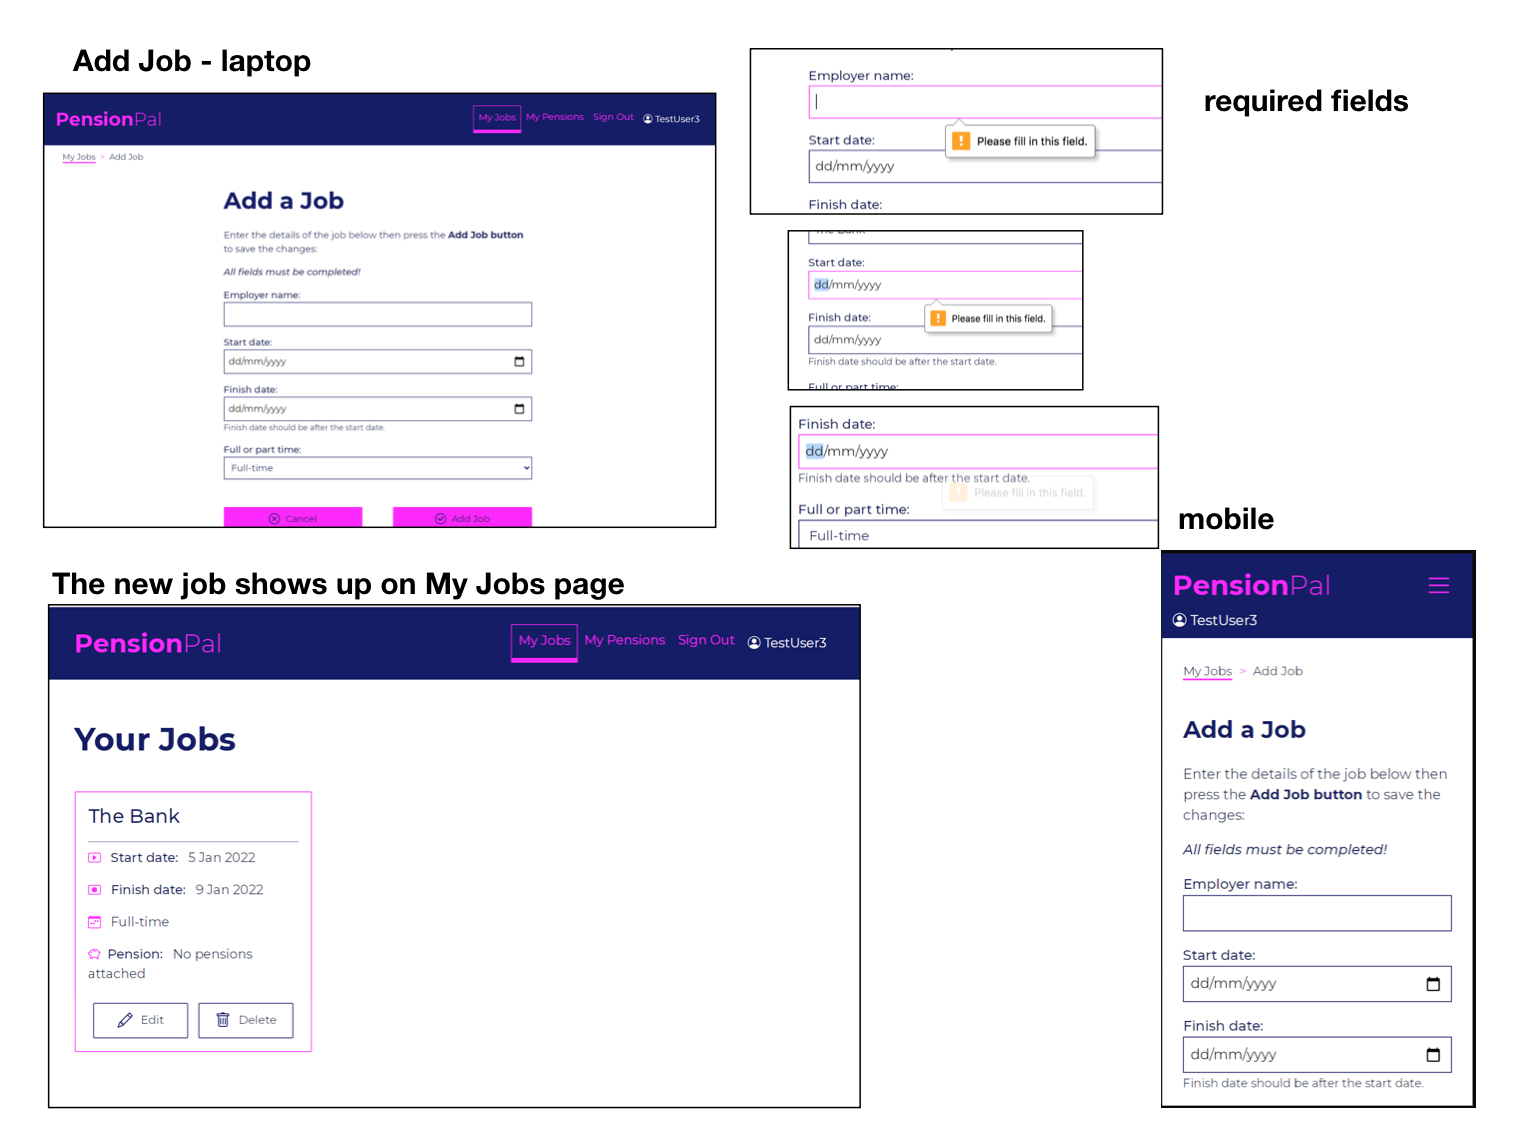 Add Job - laptop
PensionPal
My Jobs My Pensions Sign Out TestUser3
My Jobs > Add Job
Add a Job
Enter the details of the job below then press the Add Job button
to save the changes:
All fields must be completed!
Employer name:
Start date:
dd/mm/yyyy
Finish date:
dd/mm/yyyy
Finish date should be after the start date.
Full or part time:
Full-time
Cancel Add Job
required fields
Employer name:
Please fill in this field.
Start date:
dd/mm/yyyy
Finish date:
The Bank
Start date:
dd/mm/yyyy
Please fill in this field.
Finish date:
dd/mm/yyyy
Finish date should be after the start date.
Full or part time:
Finish date:
dd/mm/yyyy
Finish date should be after the start date.
Please fill in this field.
Full or part time:
Full-time
The new job shows up on My Jobs page
PensionPal
My Jobs My Pensions Sign Out TestUser3
Your Jobs
The Bank
Start date: 5 Jan 2022
Finish date: 9 Jan 2022
Full-time
Pension: No pensions
attached
Edit Delete
mobile
PensionPal
TestUser3
My Jobs > Add Job
Add a Job
Enter the details of the job below then
press the Add Job button to save the
changes:
All fields must be completed!
Employer name:
Start date:
dd/mm/yyyy
Finish date:
dd/mm/yyyy
Finish date should be after the start date.